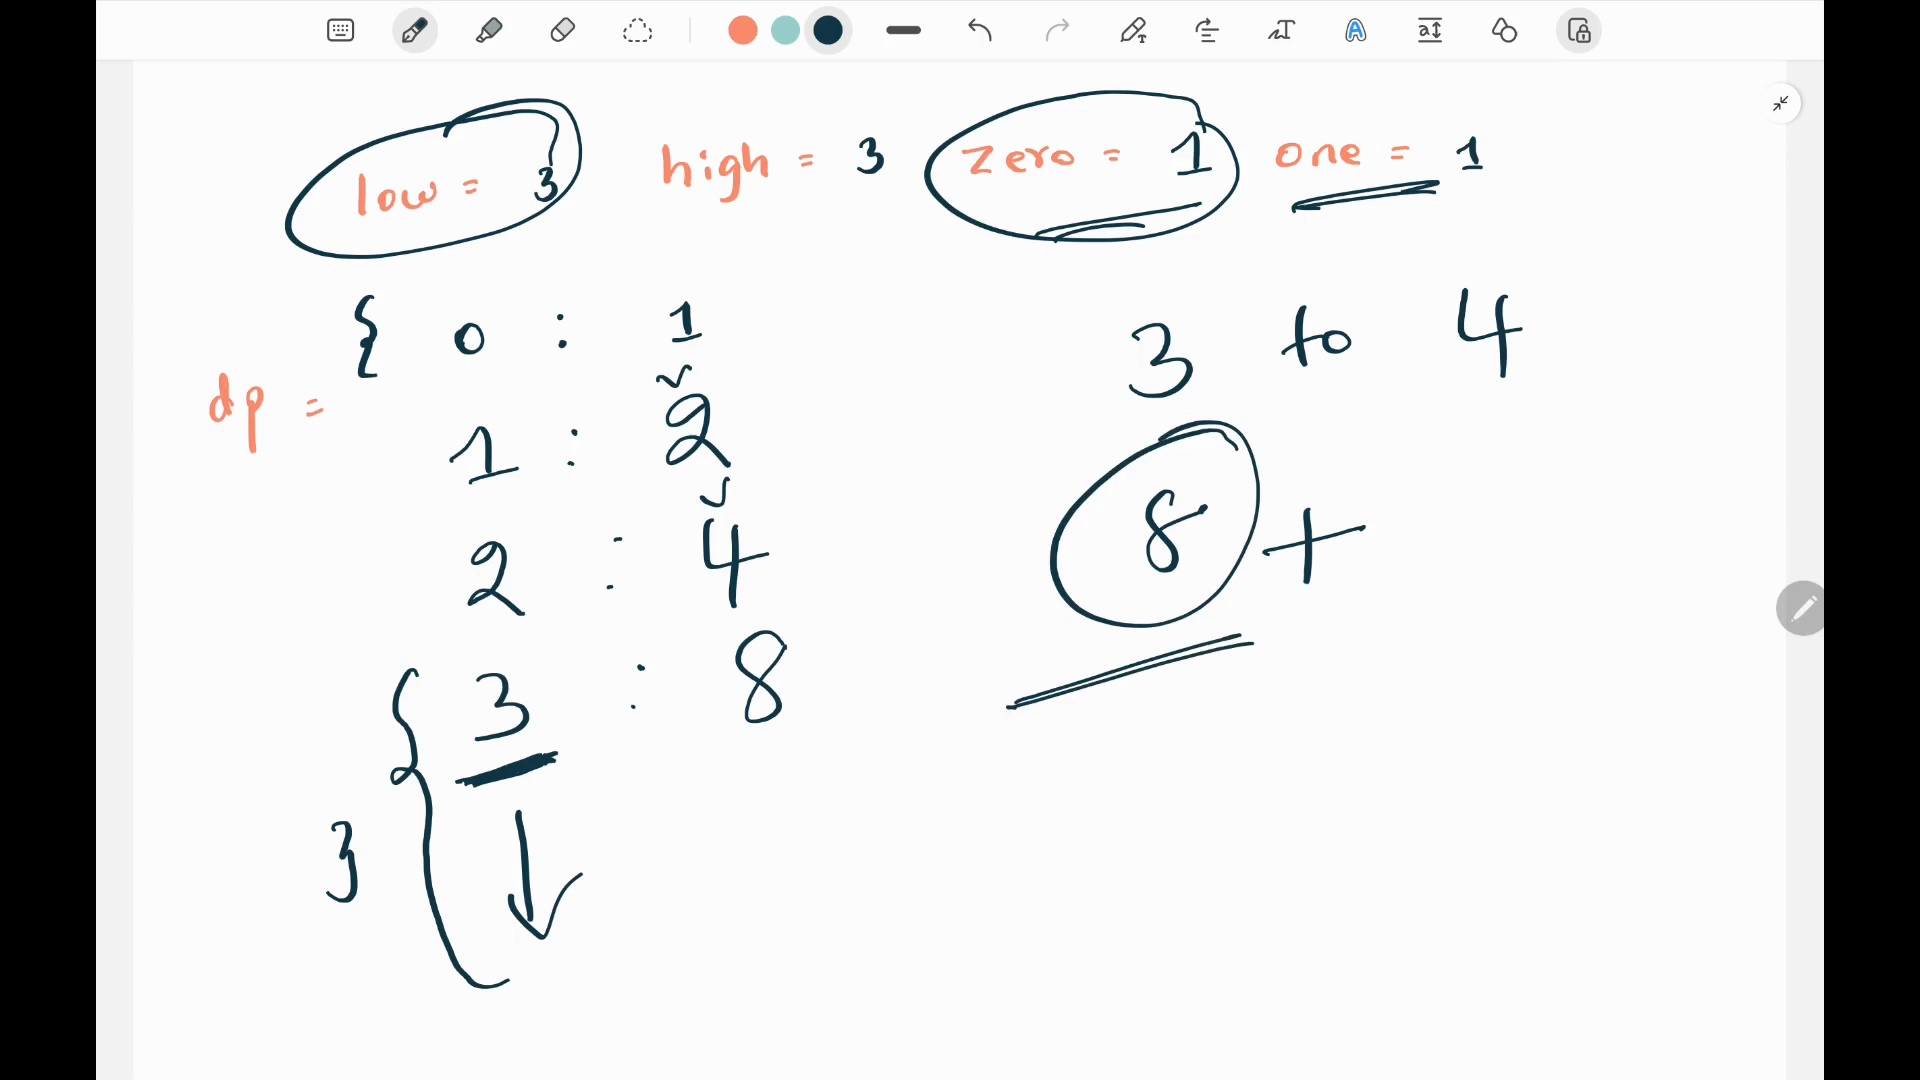 low = 3 high = 3 zero = 1 one = 1
{ 0 : 1
3 to 4
dp =
1 : 2
8 +
2 : 4
3 : 8
}